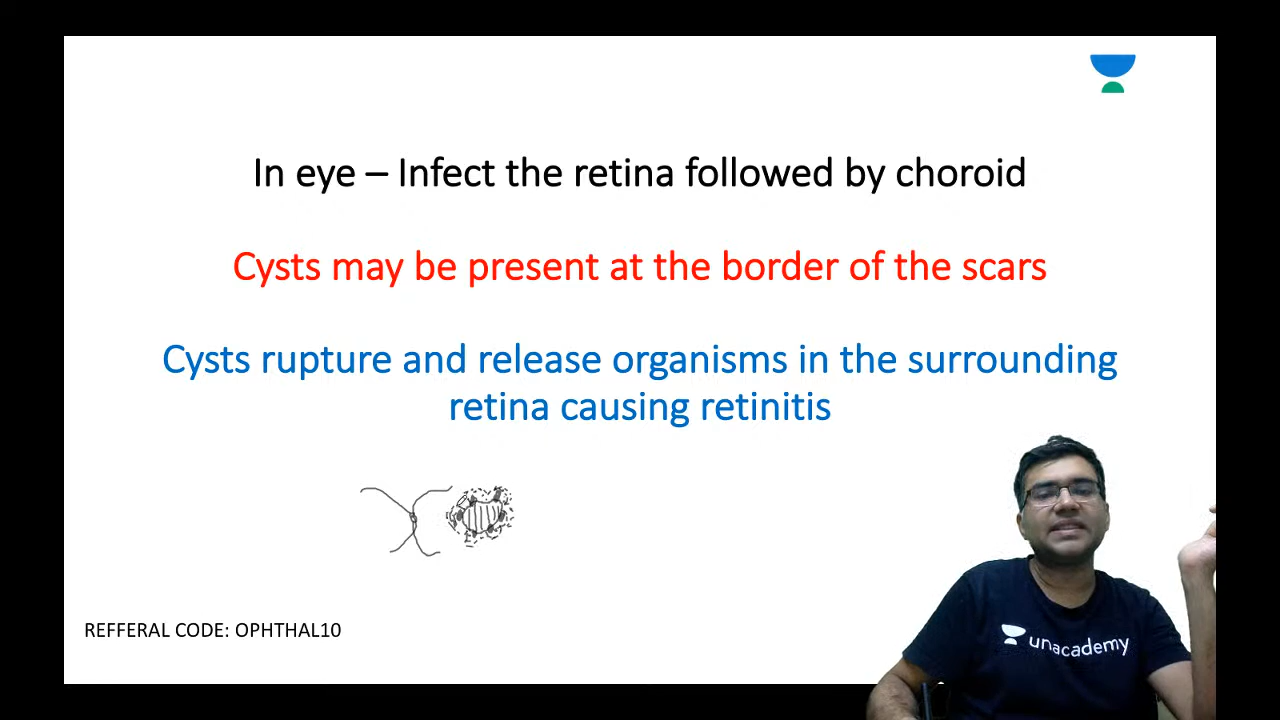 In eye – Infect the retina followed by choroid
Cysts may be present at the border of the scars
Cysts rupture and release organisms in the surrounding
retina causing retinitis
REFFERAL CODE: OPHTHAL10
unacademy